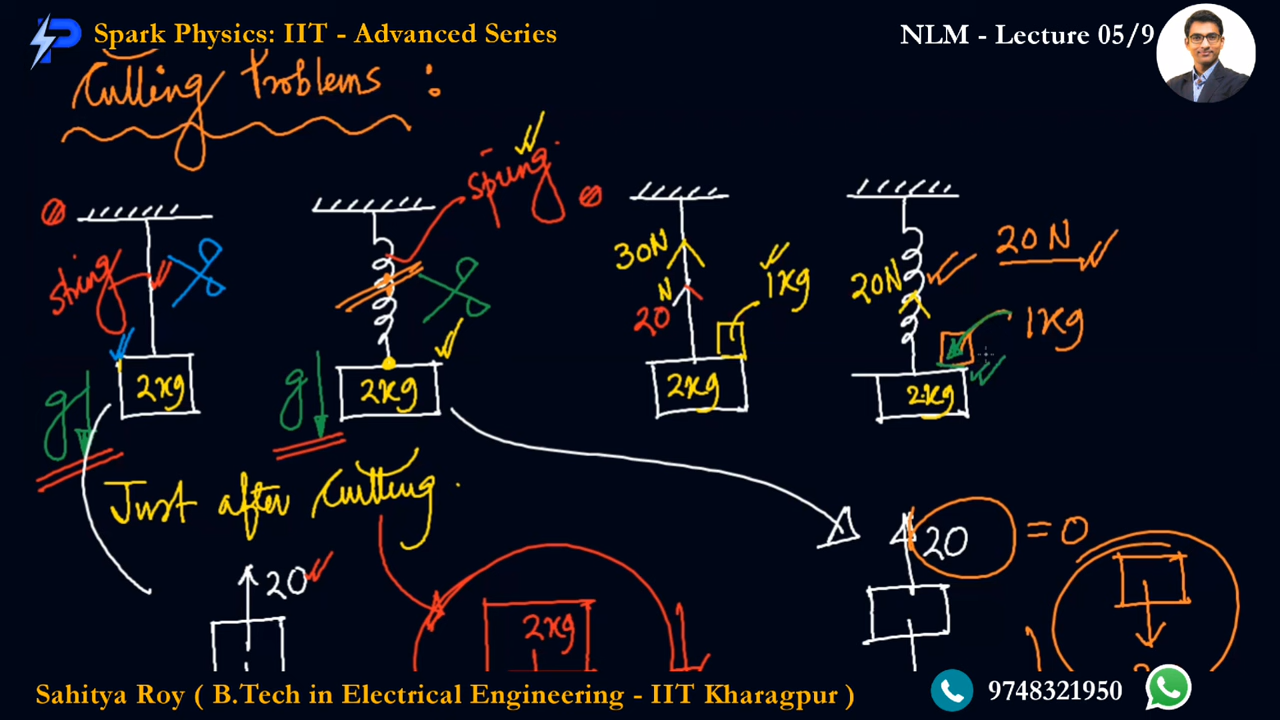 Spark Physics: IIT - Advanced Series
NLM - Lecture 05/9
Cutting Problems :
string
spring
30N
N
20
1kg
20N
20 N
1kg
2kg
2kg
2kg
2kg
g
g
Just after Cutting.
20
2kg
20 = 0
Sahitya Roy ( B.Tech in Electrical Engineering - IIT Kharagpur )
9748321950